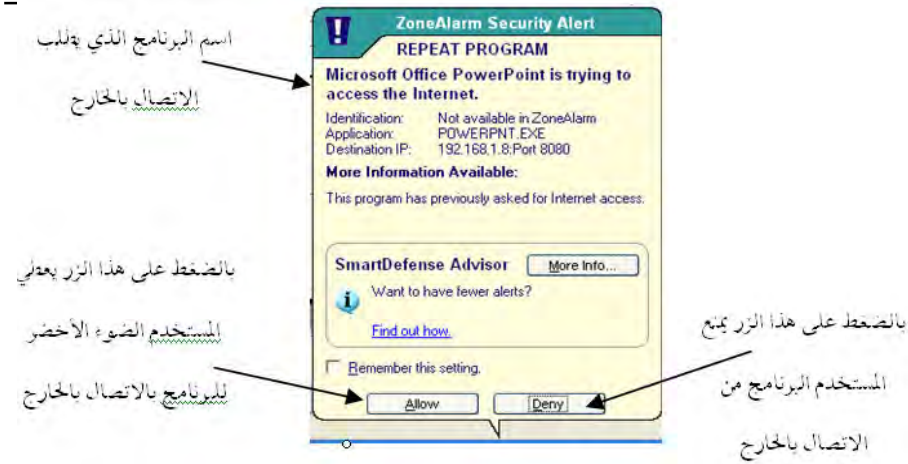 ZoneAlarm Security Alert
REPEAT PROGRAM
Microsoft Office PowerPoint is trying to
access the Internet.
Identification: Not available in ZoneAlarm
Application: POWERPNT.EXE
Destination IP: 192.168.1.8:Port 8080
More Information Available:
This program has previously asked for Internet access.
SmartDefense Advisor More Info...
Want to have fewer alerts?
Find out how.
Remember this setting.
Allow Deny
اسم البرنامج الذي يطلب
الاتصال بالخارج
بالضغط على هذا الزر يعطي
المستخدم الضوء الأخضر
للبرنامج بالاتصال بالخارج
بالضغط على هذا الزر يمنع
المستخدم البرنامج من
الاتصال بالخارج